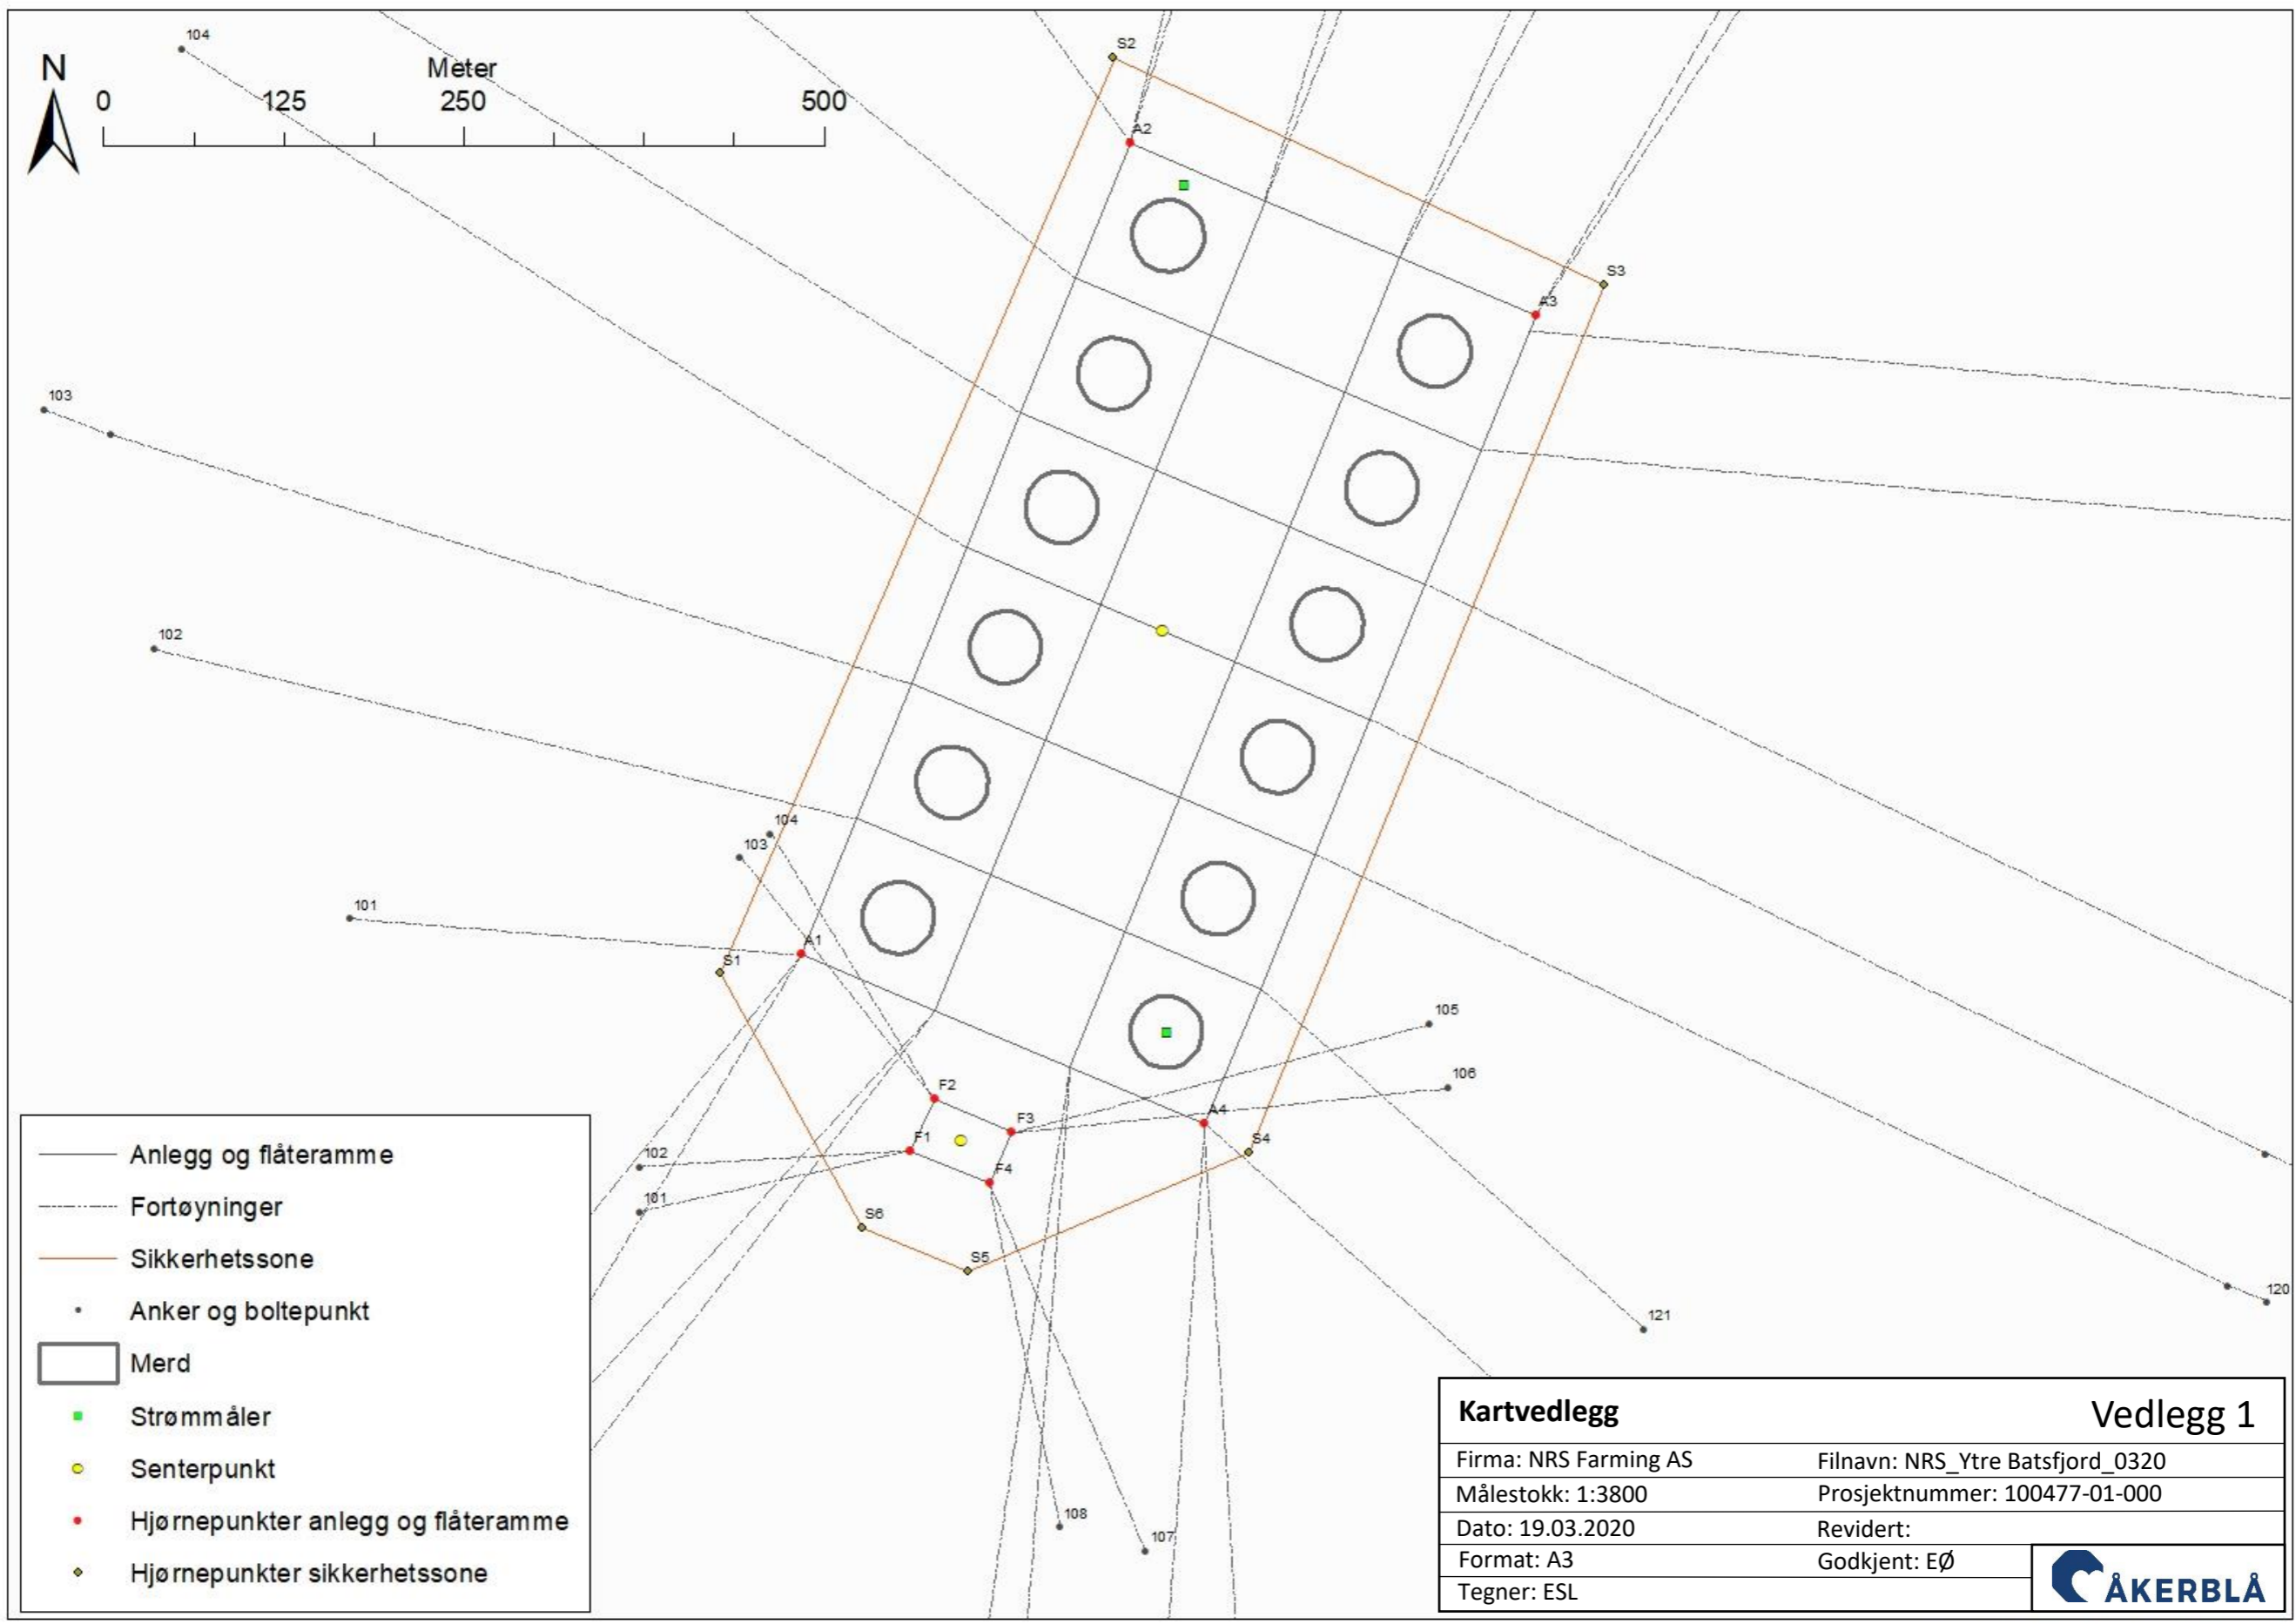 104
S2
N
Meter
0 125 250 500
A2
S3
A3
103
102
104
103
101
A1
S1
105
106
F2
F3
A4
F1
S4
102
F4
101
S6
S5
120
121
108
107
Anlegg og flåteramme
Fortøyninger
Sikkerhetssone
Anker og boltepunkt
Merd
Strømmåler
Senterpunkt
Hjørnepunkter anlegg og flåteramme
Hjørnepunkter sikkerhetssone
Kartvedlegg Vedlegg 1
Firma: NRS Farming AS Filnavn: NRS_Ytre Batsfjord_0320
Målestokk: 1:3800 Prosjektnummer: 100477-01-000
Dato: 19.03.2020 Revidert:
Format: A3 Godkjent: EØ
Tegner: ESL
ÅKERBLÅ